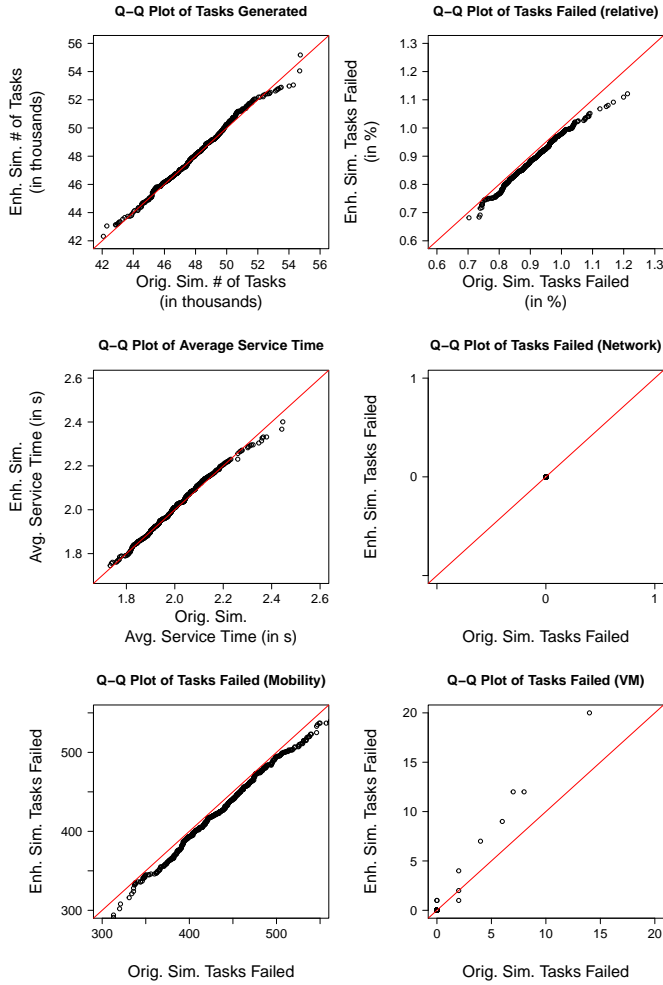 Q−Q Plot of Tasks Generated
Enh. Sim. # of Tasks
(in thousands)
56
54
52
50
48
46
44
42
42 44 46 48 50 52 54 56
Orig. Sim. # of Tasks
(in thousands)
Q−Q Plot of Tasks Failed (relative)
Enh. Sim. Tasks Failed
(in %)
1.3
1.2
1.1
1.0
0.9
0.8
0.7
0.6
0.6 0.7 0.8 0.9 1.0 1.1 1.2 1.3
Orig. Sim. Tasks Failed
(in %)
Q−Q Plot of Average Service Time
Enh. Sim.
Avg. Service Time (in s)
2.6
2.4
2.2
2.0
1.8
1.8 2.0 2.2 2.4 2.6
Orig. Sim.
Avg. Service Time (in s)
Q−Q Plot of Tasks Failed (Network)
Enh. Sim. Tasks Failed
1
0
0 1
Orig. Sim. Tasks Failed
Q−Q Plot of Tasks Failed (Mobility)
Enh. Sim. Tasks Failed
500
400
300
300 400 500
Orig. Sim. Tasks Failed
Q−Q Plot of Tasks Failed (VM)
Enh. Sim. Tasks Failed
20
15
10
5
0
0 5 10 15 20
Orig. Sim. Tasks Failed